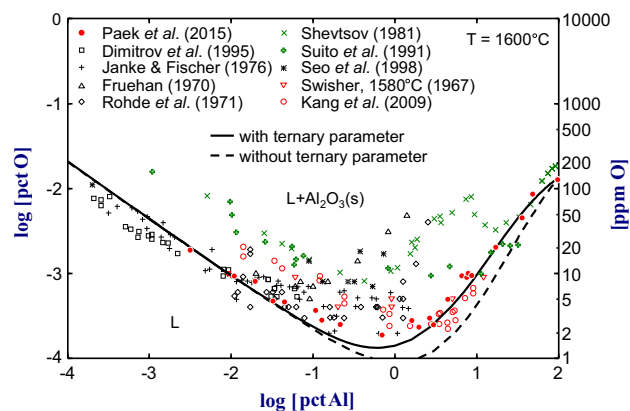 0
-1
-2
-3
-4
log [pct O]
Paek et al. (2015)
Dimitrov et al. (1995)
Janke & Fischer (1976)
Fruehan (1970)
Rohde et al. (1971)
Shevtsov (1981)
Suito et al. (1991)
Seo et al. (1998)
Swisher, 1580°C (1967)
Kang et al. (2009)
T = 1600°C
with ternary parameter
without ternary parameter
L+Al2O3(s)
L
10000
1000
500
200
100
50
20
10
5
2
1
[ppm O]
-4 -3 -2 -1 0 1 2
log [pct Al]